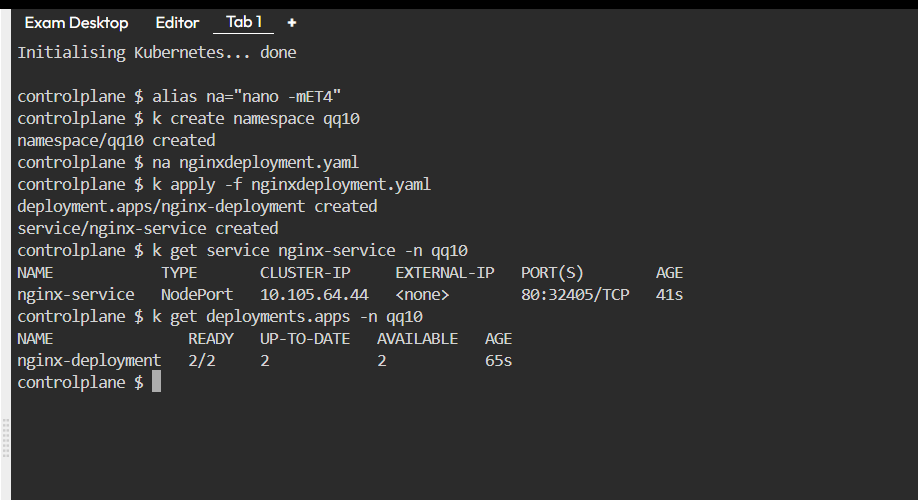 Exam Desktop Editor Tab 1 +
Initialising Kubernetes... done
controlplane $ alias na="nano -mET4"
controlplane $ k create namespace qq10
namespace/qq10 created
controlplane $ na nginxdeployment.yaml
controlplane $ k apply -f nginxdeployment.yaml
deployment.apps/nginx-deployment created
service/nginx-service created
controlplane $ k get service nginx-service -n qq10
NAME TYPE CLUSTER-IP EXTERNAL-IP PORT(S) AGE
nginx-service NodePort 10.105.64.44 <none> 80:32405/TCP 41s
controlplane $ k get deployments.apps -n qq10
NAME READY UP-TO-DATE AVAILABLE AGE
nginx-deployment 2/2 2 2 65s
controlplane $